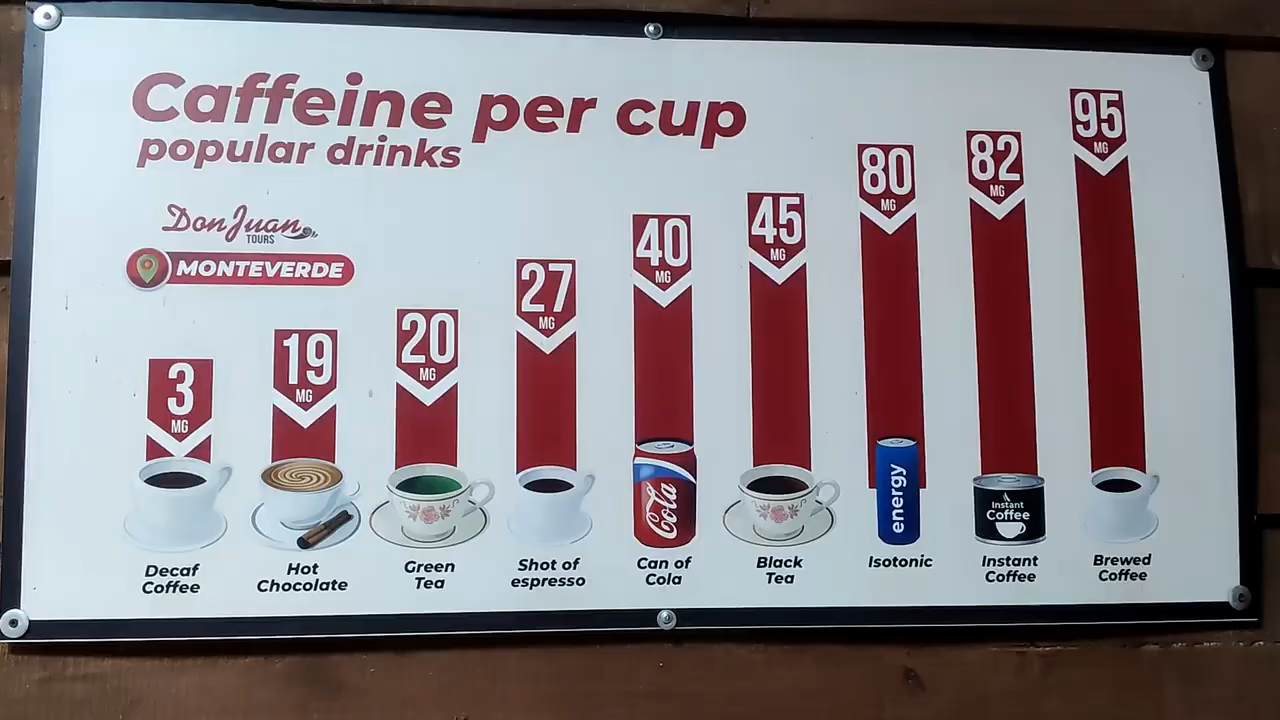 Caffeine per cup
popular drinks
Don Juan
TOURS
MONTEVERDE
3
MG
19
MG
20
MG
27
MG
40
MG
45
MG
80
MG
82
MG
95
MG
Cola
energy
Instant
Coffee
Decaf
Coffee
Hot
Chocolate
Green
Tea
Shot of
espresso
Can of
Cola
Black
Tea
Isotonic
Instant
Coffee
Brewed
Coffee